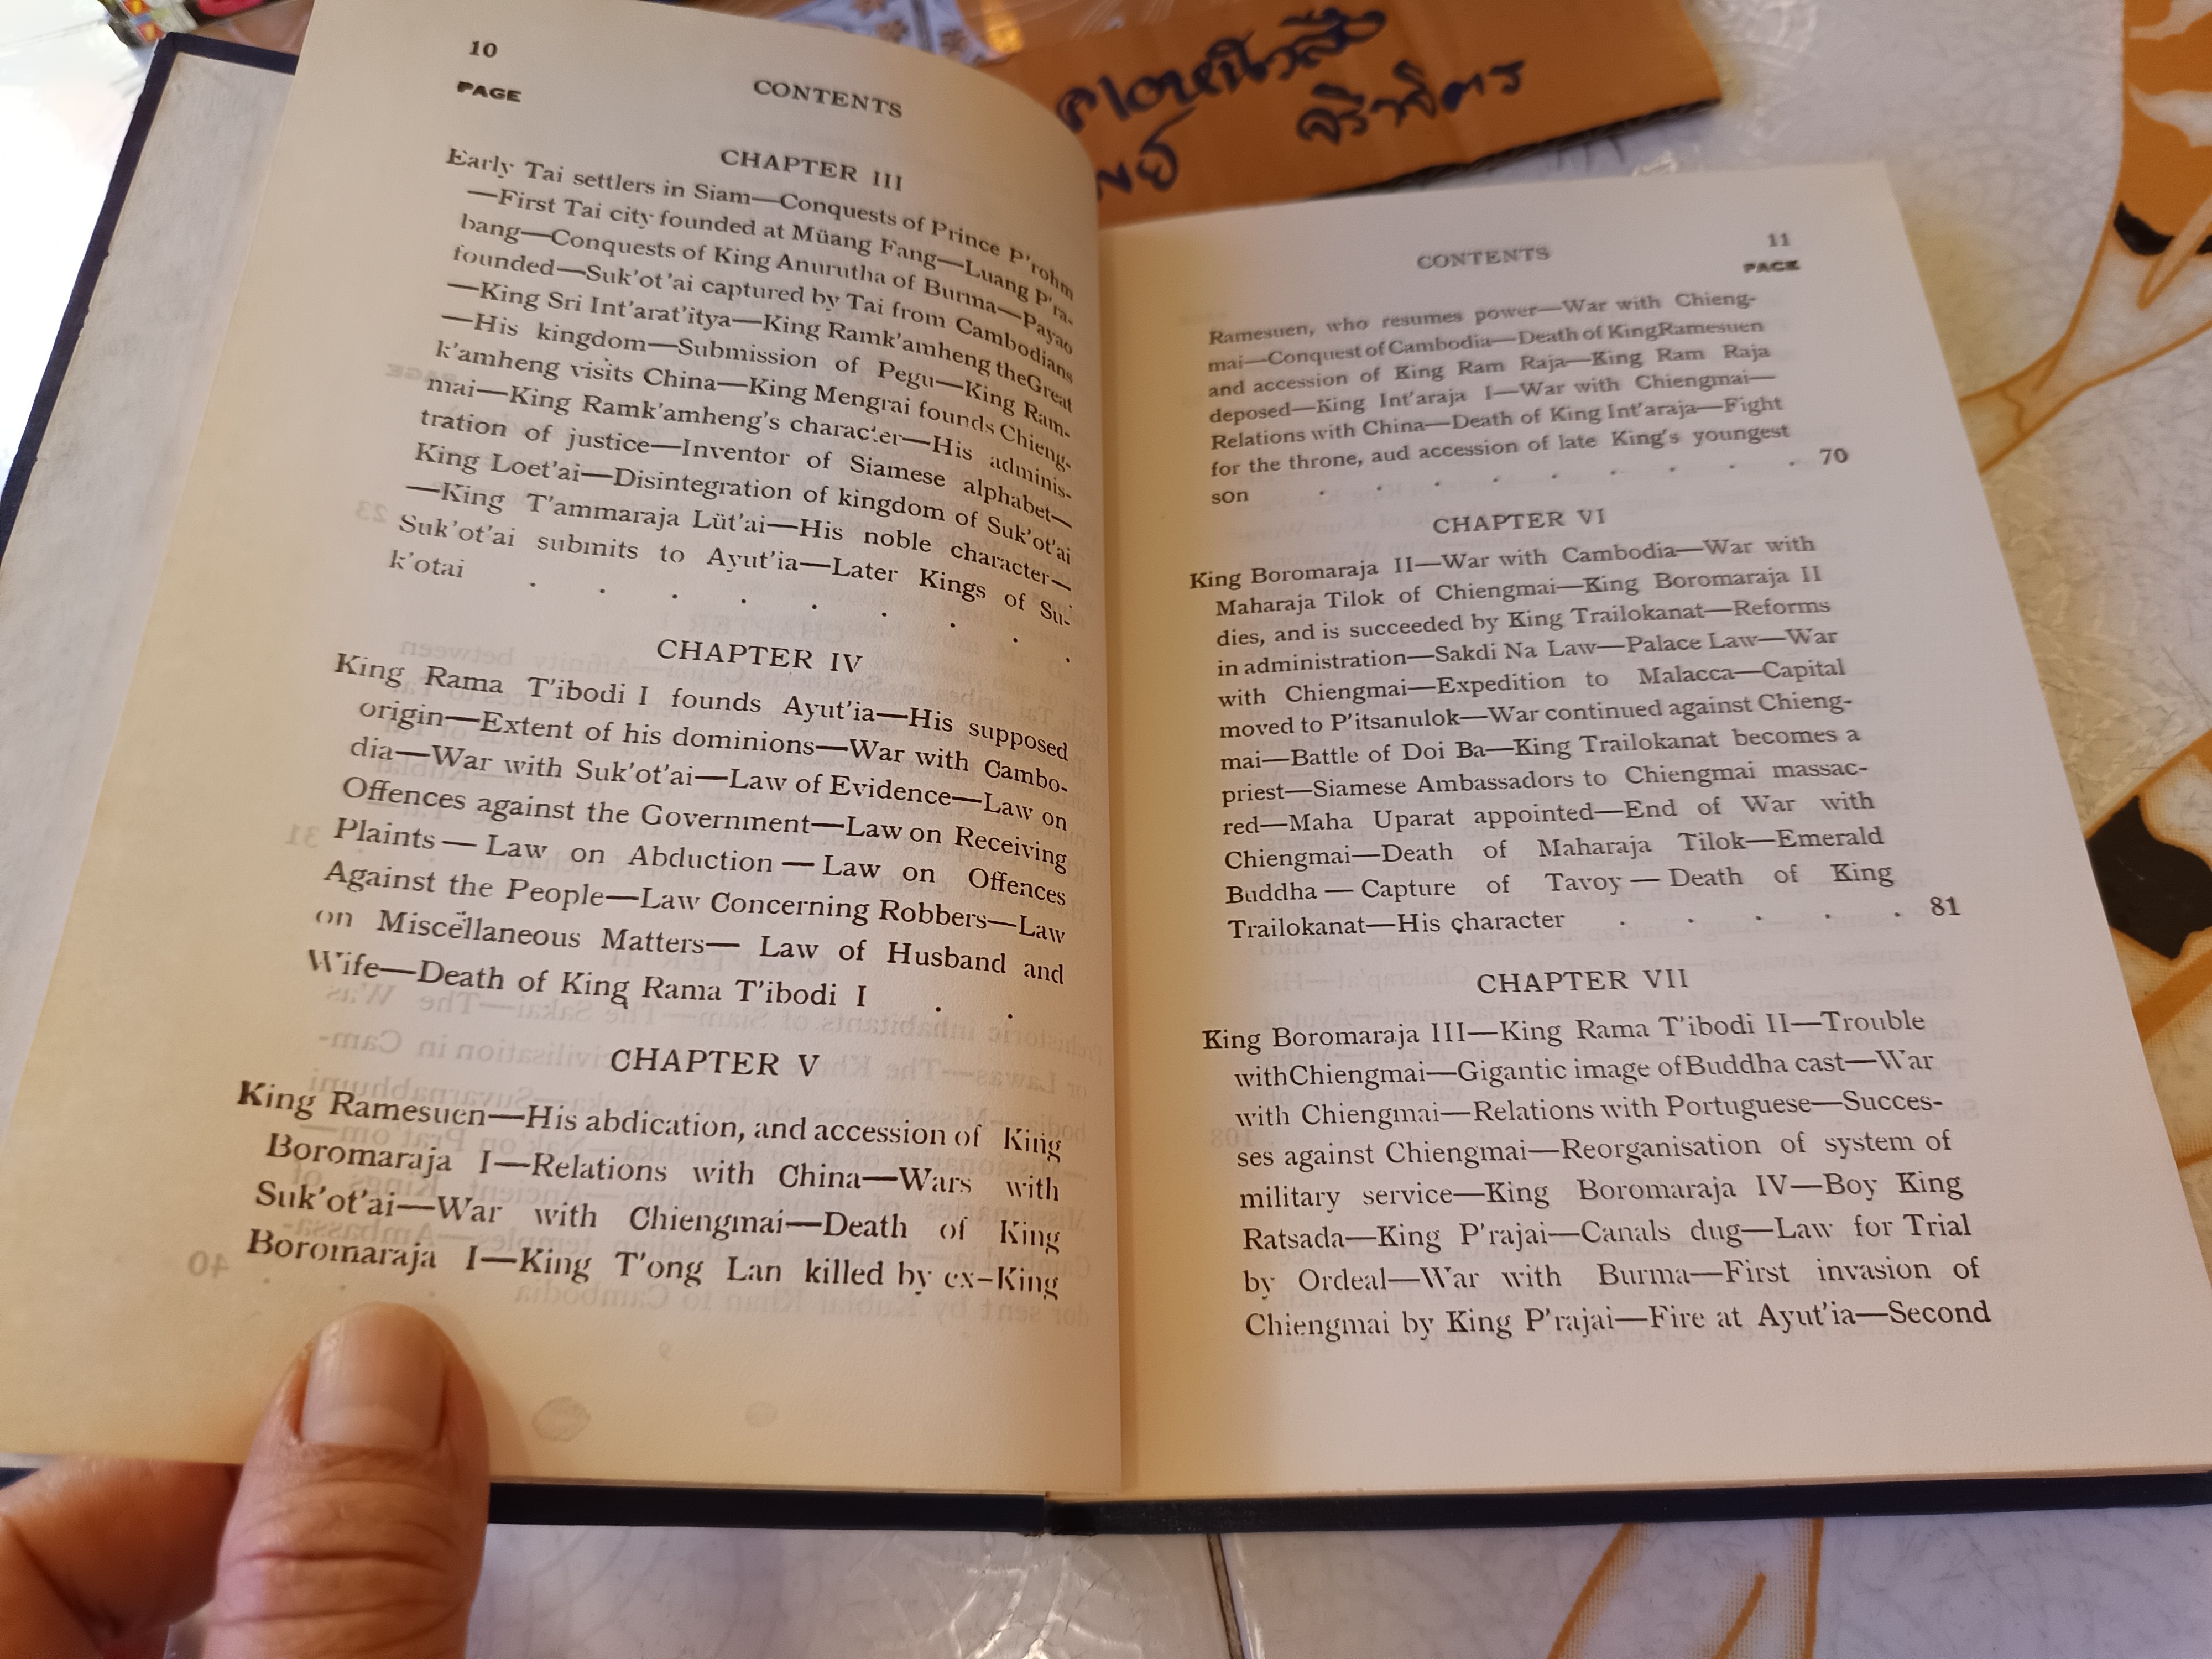 10
PAGE
CONTENTS
CHAPTER III
Early Tai settlers in Siam—Conquests of Prince P'rohm
—First Tai city founded at Müang Fang—Luang P'ra-
bang—Conquests of King Anurutha of Burma—Payao
founded—Suk'ot'ai captured by Tai from Cambodians
—King Sri Int'arat'itya—King Ramk'amheng theGreat
—His kingdom—Submission of Pegu—King Ram-
k'amheng visits China—King Mengrai founds Chieng-
mai—King Ramk'amheng's character—His adminis-
tration of justice—Inventor of Siamese alphabet—
King Loet'ai—Disintegration of kingdom of Suk'ot'ai
—King T'ammaraja Lüt'ai—His noble character—
Suk'ot'ai submits to Ayut'ia—Later Kings of Su-
k'otai . . . . . . . . . .
CHAPTER IV
King Rama T'ibodi I founds Ayut'ia—His supposed
origin—Extent of his dominions—War with Cambo-
dia—War with Suk'ot'ai—Law of Evidence—Law on
Offences against the Government—Law on Receiving
Plaints — Law on Abduction — Law on Offences
Against the People—Law Concerning Robbers—Law
on Miscellaneous Matters— Law of Husband and
Wife—Death of King Rama T'ibodi I . .
CHAPTER V
King Ramesuen—His abdication, and accession of King
Boromaraja I—Relations with China—Wars with
Suk'ot'ai—War with Chiengmai—Death of King
Boromaraja I—King T'ong Lan killed by ex-King
CONTENTS
11
PAGE
Ramesuen, who resumes power—War with Chieng-
mai—Conquest of Cambodia—Death of KingRamesuen
and accession of King Ram Raja—King Ram Raja
deposed—King Int'araja I—War with Chiengmai—
Relations with China—Death of King Int'araja—Fight
for the throne, aud accession of late King's youngest
son . . . . . . . . . 70
CHAPTER VI
King Boromaraja II—War with Cambodia—War with
Maharaja Tilok of Chiengmai—King Boromaraja II
dies, and is succeeded by King Trailokanat—Reforms
in administration—Sakdi Na Law—Palace Law—War
with Chiengmai—Expedition to Malacca—Capital
moved to P'itsanulok—War continued against Chieng-
mai—Battle of Doi Ba—King Trailokanat becomes a
priest—Siamese Ambassadors to Chiengmai massac-
red—Maha Uparat appointed—End of War with
Chiengmai—Death of Maharaja Tilok—Emerald
Buddha — Capture of Tavoy — Death of King
Trailokanat—His character . . . . . 81
CHAPTER VII
King Boromaraja III—King Rama T'ibodi II—Trouble
withChiengmai—Gigantic image ofBuddha cast—War
with Chiengmai—Relations with Portuguese—Succes-
ses against Chiengmai—Reorganisation of system of
military service—King Boromaraja IV—Boy King
Ratsada—King P'rajai—Canals dug—Law for Trial
by Ordeal—War with Burma—First invasion of
Chiengmai by King P'rajai—Fire at Ayut'ia—Second